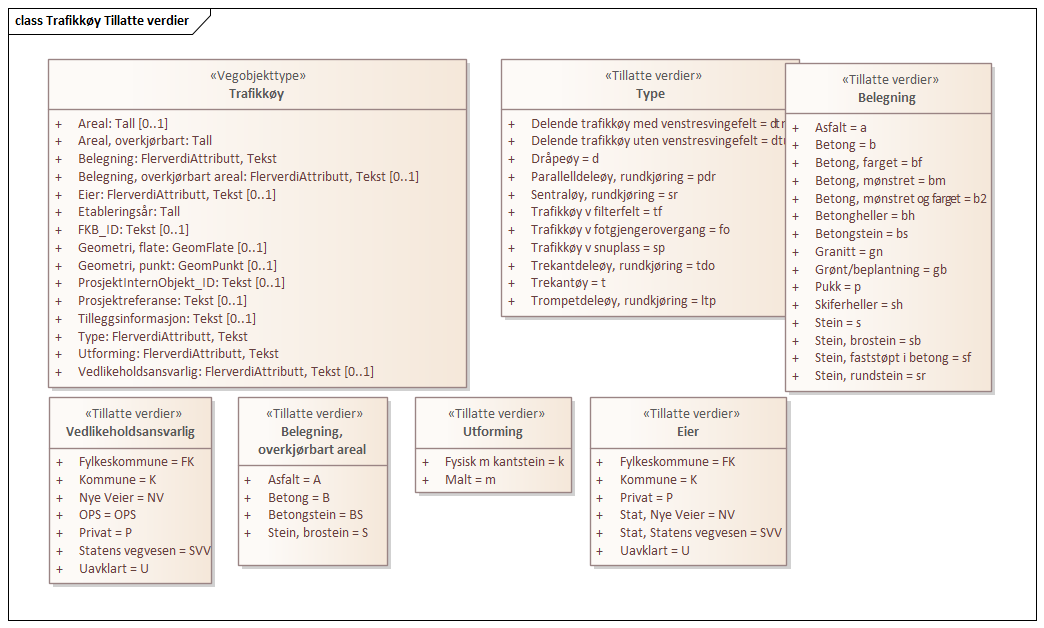 class Trafikkøy Tillatte verdier
«Vegobjekttype»
Trafikkøy
+ Areal: Tall [0..1]
+ Areal, overkjørbart: Tall
+ Belegning: FlerverdiAttributt, Tekst
+ Belegning, overkjørbart areal: FlerverdiAttributt, Tekst [0..1]
+ Eier: FlerverdiAttributt, Tekst [0..1]
+ Etableringsår: Tall
+ FKB_ID: Tekst [0..1]
+ Geometri, flate: GeomFlate [0..1]
+ Geometri, punkt: GeomPunkt [0..1]
+ ProsjektInternObjekt_ID: Tekst [0..1]
+ Prosjektreferanse: Tekst [0..1]
+ Tilleggsinformasjon: Tekst [0..1]
+ Type: FlerverdiAttributt, Tekst
+ Utforming: FlerverdiAttributt, Tekst
+ Vedlikeholdsansvarlig: FlerverdiAttributt, Tekst [0..1]
«Tillatte verdier»
Type
+ Delende trafikkøy med venstresvingefelt =
+ Delende trafikkøy uten venstresvingefelt =
+ Dråpeøy = d
+ Parallelldeleøy, rundkjøring = pdr
+ Sentraløy, rundkjøring = sr
+ Trafikkøy v filterfelt = tf
+ Trafikkøy v fotgjengerovergang = fo
+ Trafikkøy v snuplass = sp
+ Trekantdeleøy, rundkjøring = tdo
+ Trekantøy = t
+ Trompetdeleøy, rundkjøring = ltp
«Tillatte verdier»
Belegning
+ Asfalt = a
+ Betong = b
+ Betong, farget = bf
+ Betong, mønstret = bm
+ Betong, mønstret og farget = b2
+ Betongheller = bh
+ Betongstein = bs
+ Granitt = gn
+ Grønt/beplantning = gb
+ Pukk = p
+ Skiferheller = sh
+ Stein = s
+ Stein, brostein = sb
+ Stein, faststøpt i betong = sf
+ Stein, rundstein = sr
«Tillatte verdier»
Vedlikeholdsansvarlig
+ Fylkeskommune = FK
+ Kommune = K
+ Nye Veier = NV
+ OPS = OPS
+ Privat = P
+ Statens vegvesen = SVV
+ Uavklart = U
«Tillatte verdier»
Belegning,
overkjørbart areal
+ Asfalt = A
+ Betong = B
+ Betongstein = BS
+ Stein, brostein = S
«Tillatte verdier»
Utforming
+ Fysisk m kantstein = k
+ Malt = m
«Tillatte verdier»
Eier
+ Fylkeskommune = FK
+ Kommune = K
+ Privat = P
+ Stat, Nye Veier = NV
+ Stat, Statens vegvesen = SVV
+ Uavklart = U